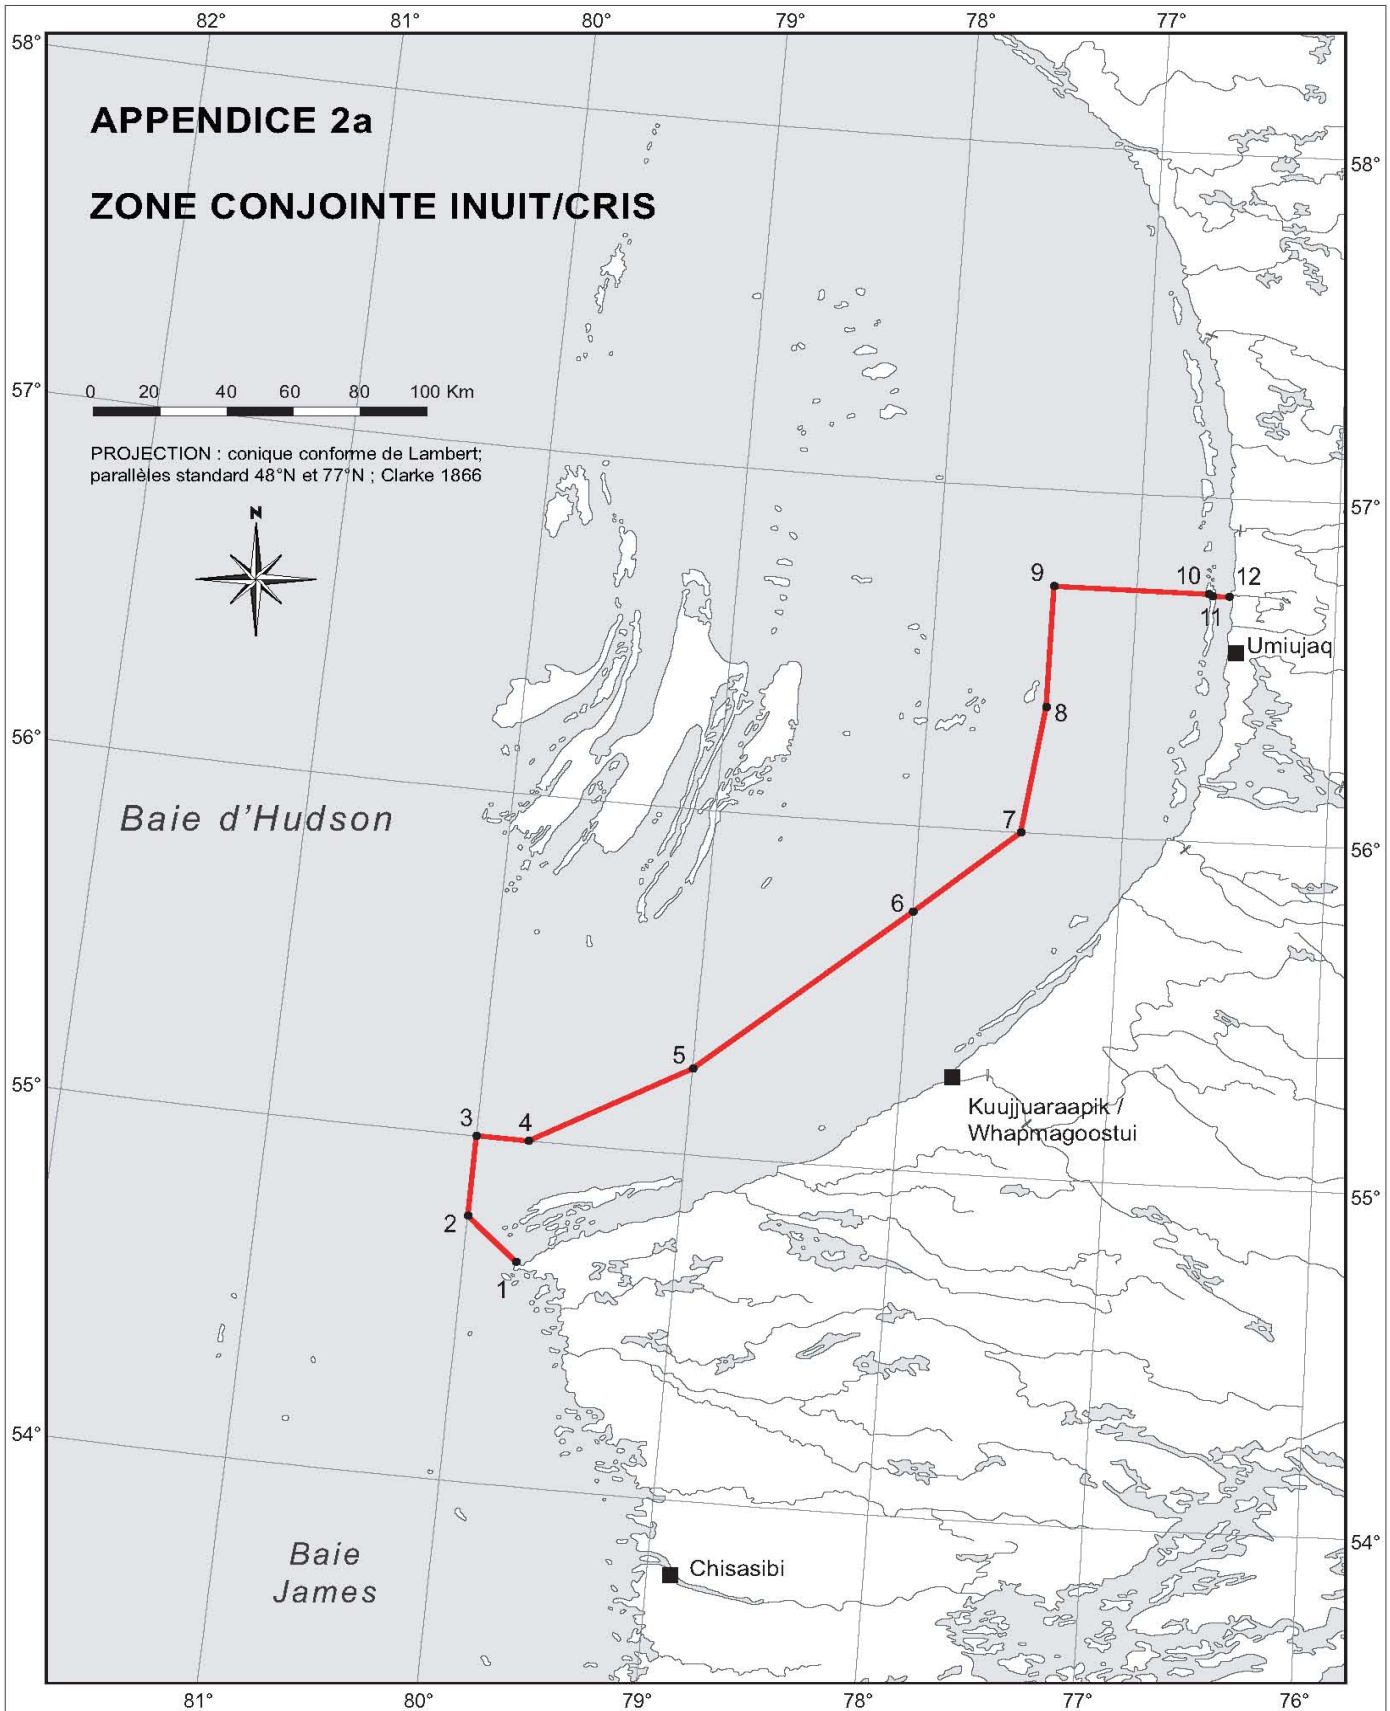 82° 81° 80° 79° 78° 77°
58°
APPENDICE 2a
58°
ZONE CONJOINTE INUIT/CRIS
57°
0 20 40 60 80 100 Km
PROJECTION : conique conforme de Lambert;
parallèles standard 48°N et 77°N ; Clarke 1866
57°
N
9 10 12
11
Umiujaq
8
56°
Baie d'Hudson
7
56°
6
5
55°
3 4
Kuujjuaraapik /
Whapmagoostui
55°
2
1
54°
54°
Baie
James
Chisasibi
81° 80° 79° 78° 77° 76°